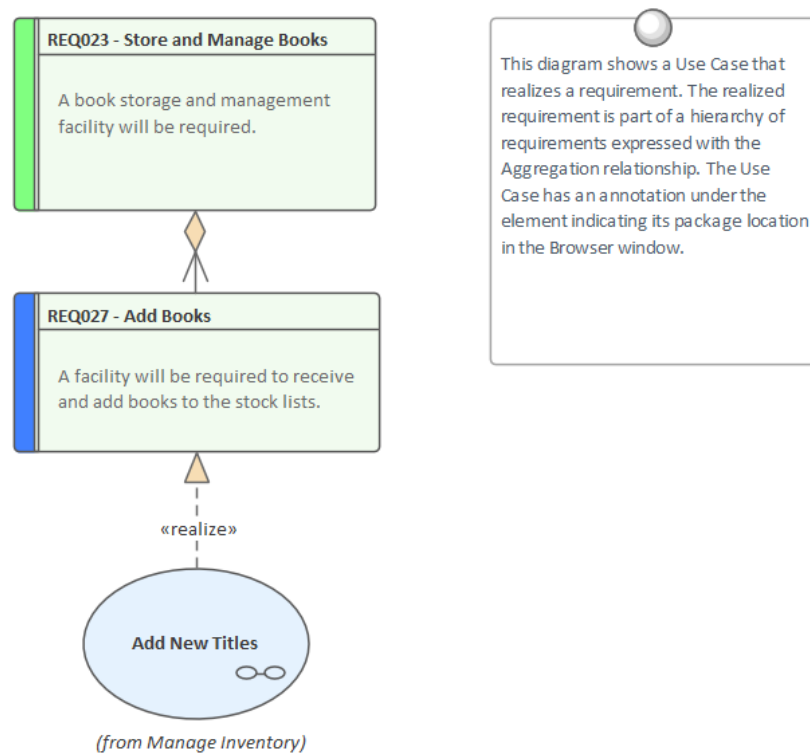 REQ023 - Store and Manage Books
A book storage and management
facility will be required.
REQ027 - Add Books
A facility will be required to receive
and add books to the stock lists.
«realize»
Add New Titles
(from Manage Inventory)
This diagram shows a Use Case that
realizes a requirement. The realized
requirement is part of a hierarchy of
requirements expressed with the
Aggregation relationship. The Use
Case has an annotation under the
element indicating its package location
in the Browser window.